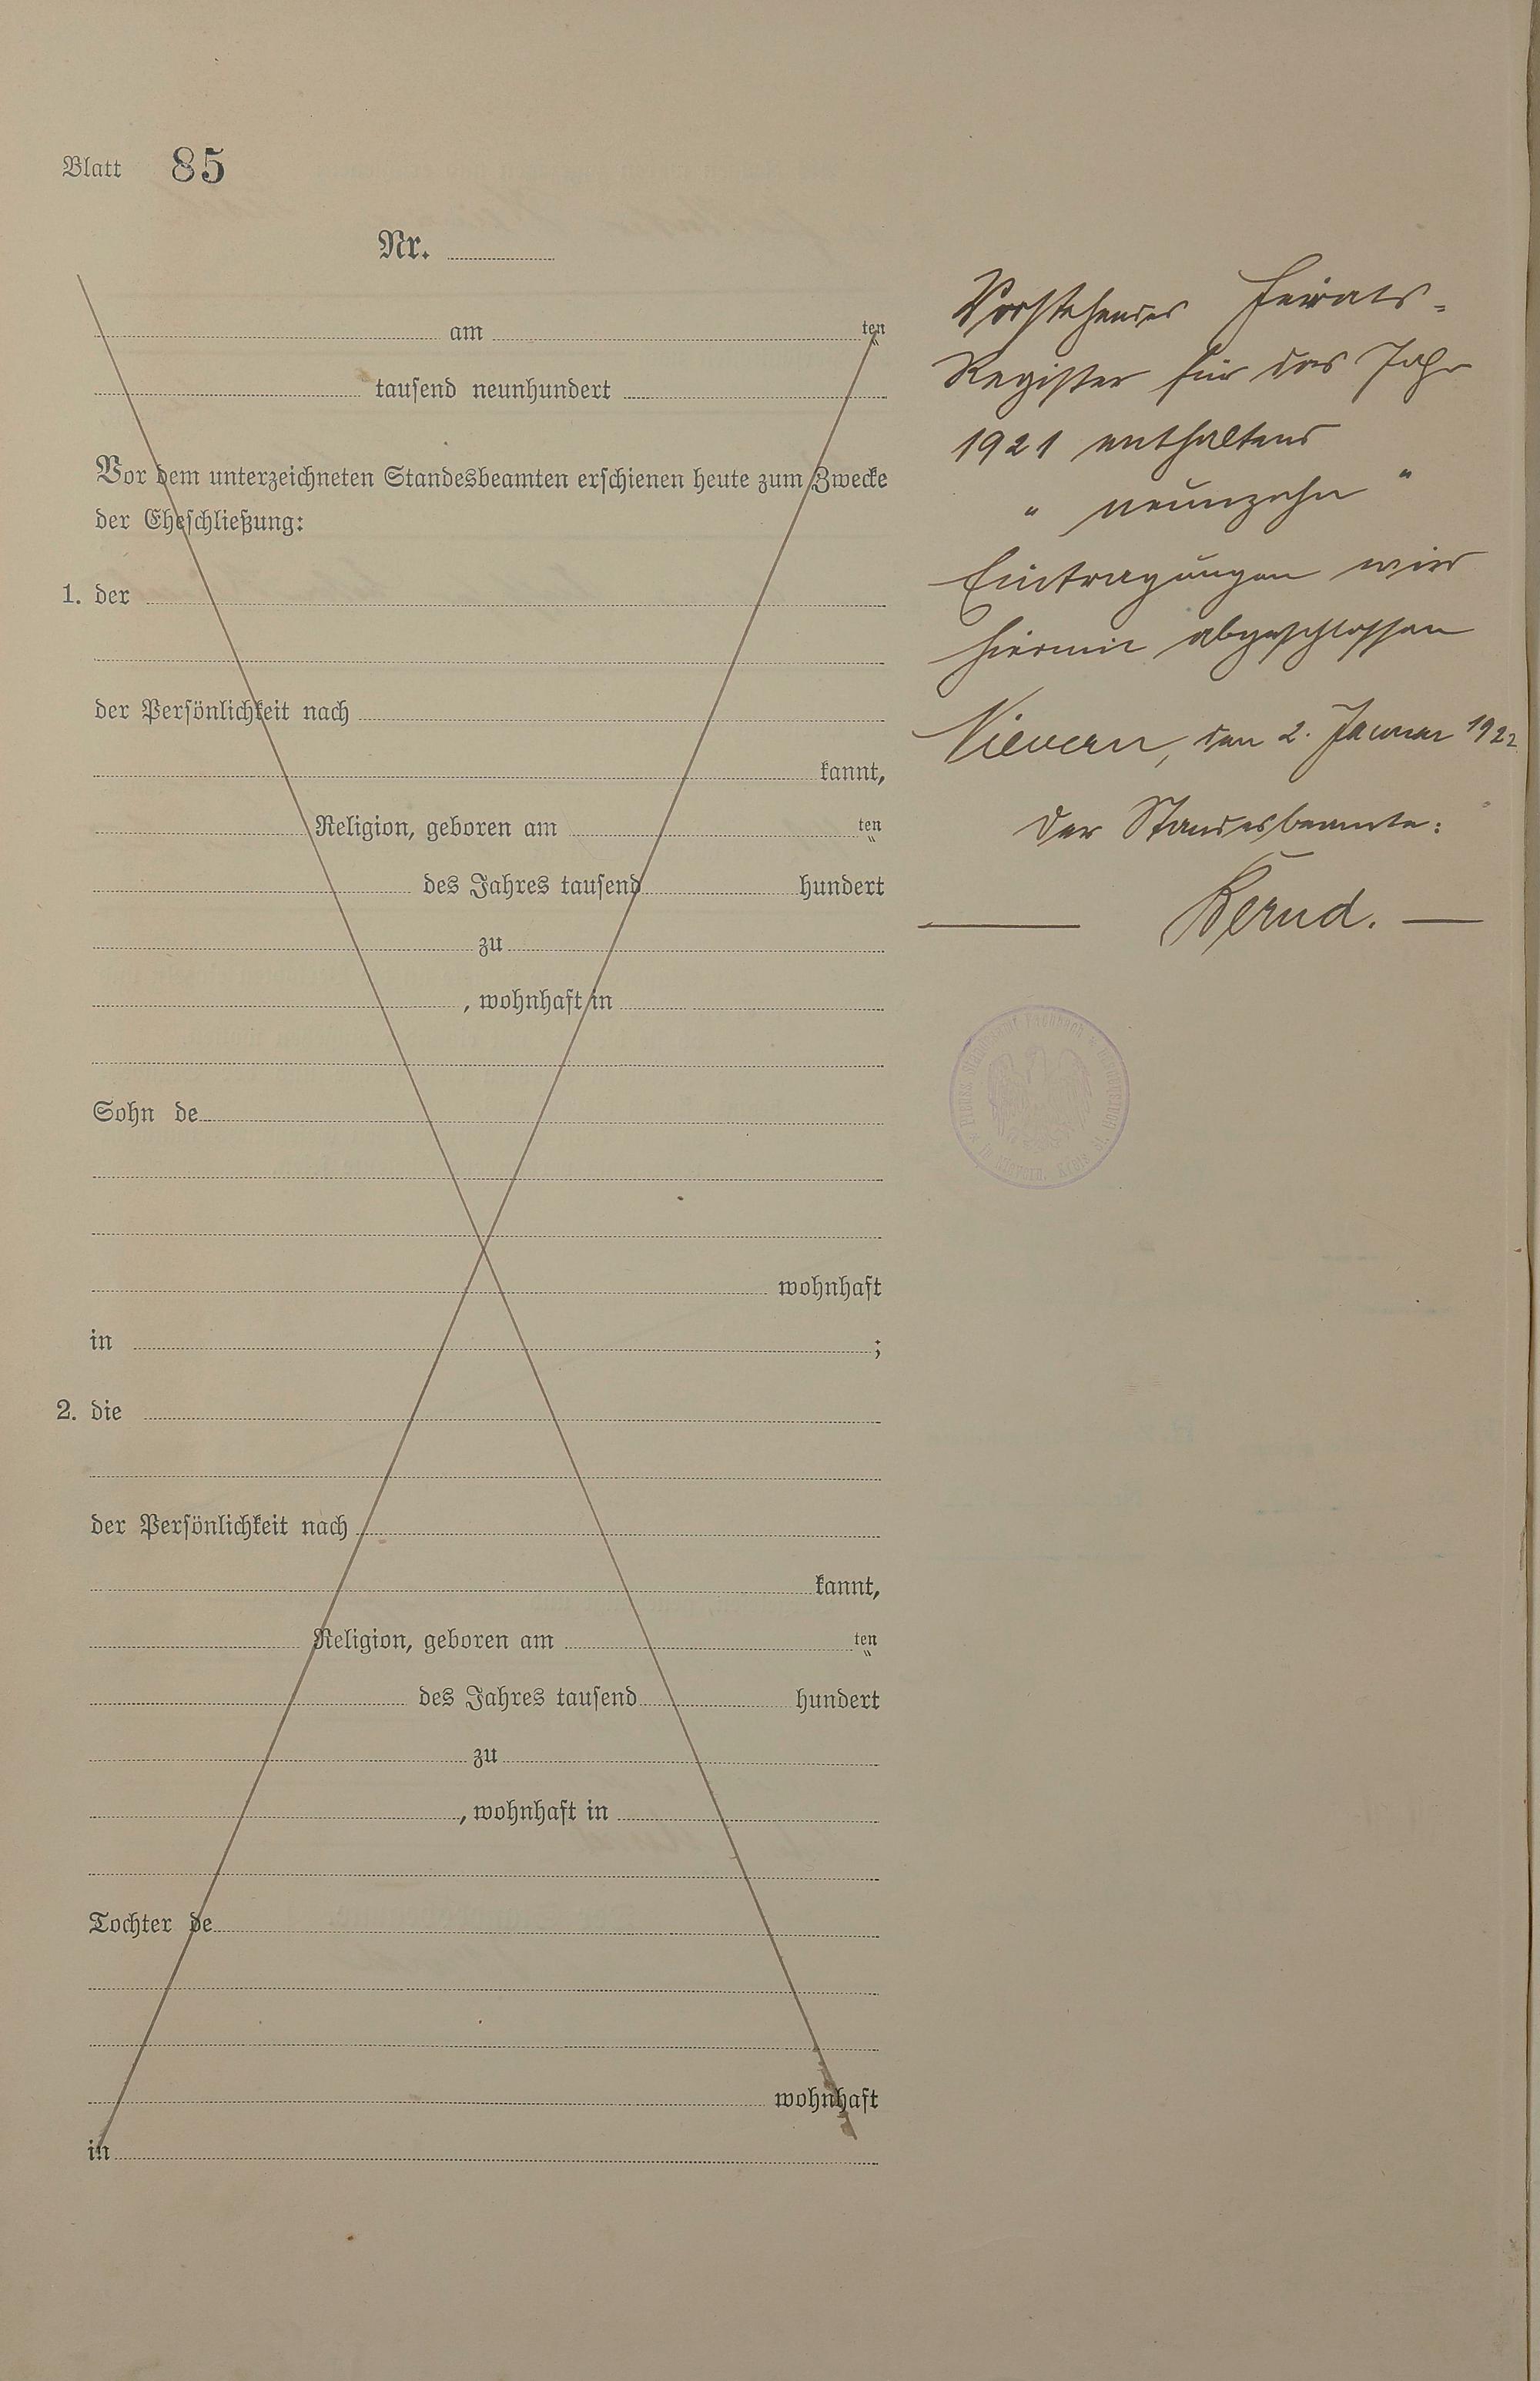 Blatt 85
Nr.
am ten
tausend neunhundert
Vor dem unterzeichneten Standesbeamten erschienen heute zum Zwecke
der Eheschließung:
1. der
der Persönlichkeit nach
kannt,
Religion, geboren am ten
des Jahres tausend hundert
zu
, wohnhaft in
Sohn de
wohnhaft
in ;
2. die
der Persönlichkeit nach
kannt,
Religion, geboren am ten
des Jahres tausend hundert
zu
, wohnhaft in
Tochter de
wohnhaft
in
Vorstehendes Heirats-
Register für das Jahr
1921 enthaltend
" neunzehn "
Eintragungen wird
hiermit abgeschlossen
Nievern, den 2. Januar 1922
Der Standesbeamte:
Bernd.